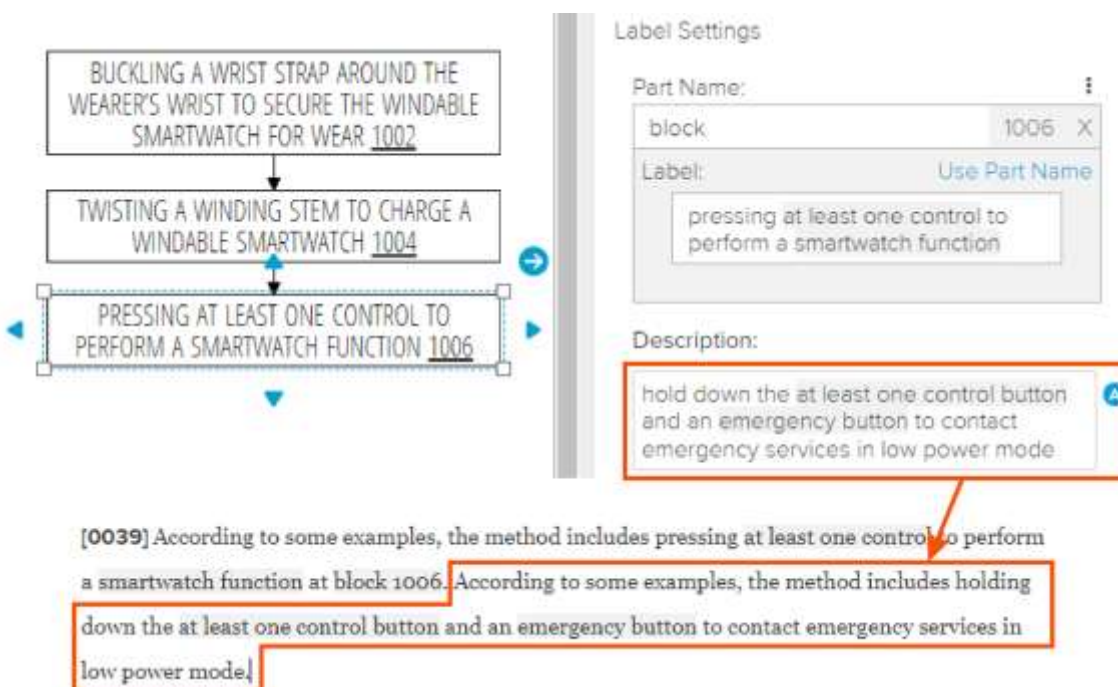 BUCKLING A WRIST STRAP AROUND THE
WEARER'S WRIST TO SECURE THE WINDABLE
SMARTWATCH FOR WEAR 1002
TWISTING A WINDING STEM TO CHARGE A
WINDABLE SMARTWATCH 1004
PRESSING AT LEAST ONE CONTROL TO
PERFORM A SMARTWATCH FUNCTION 1006
Label Settings
Part Name:
block 1006 X
Label: Use Part Name
pressing at least one control to
perform a smartwatch function
Description:
hold down the at least one control button
and an emergency button to contact
emergency services in low power mode
A
[0039] According to some examples, the method includes pressing at least one control to perform
a smartwatch function at block 1006. According to some examples, the method includes holding
down the at least one control button and an emergency button to contact emergency services in
low power mode.